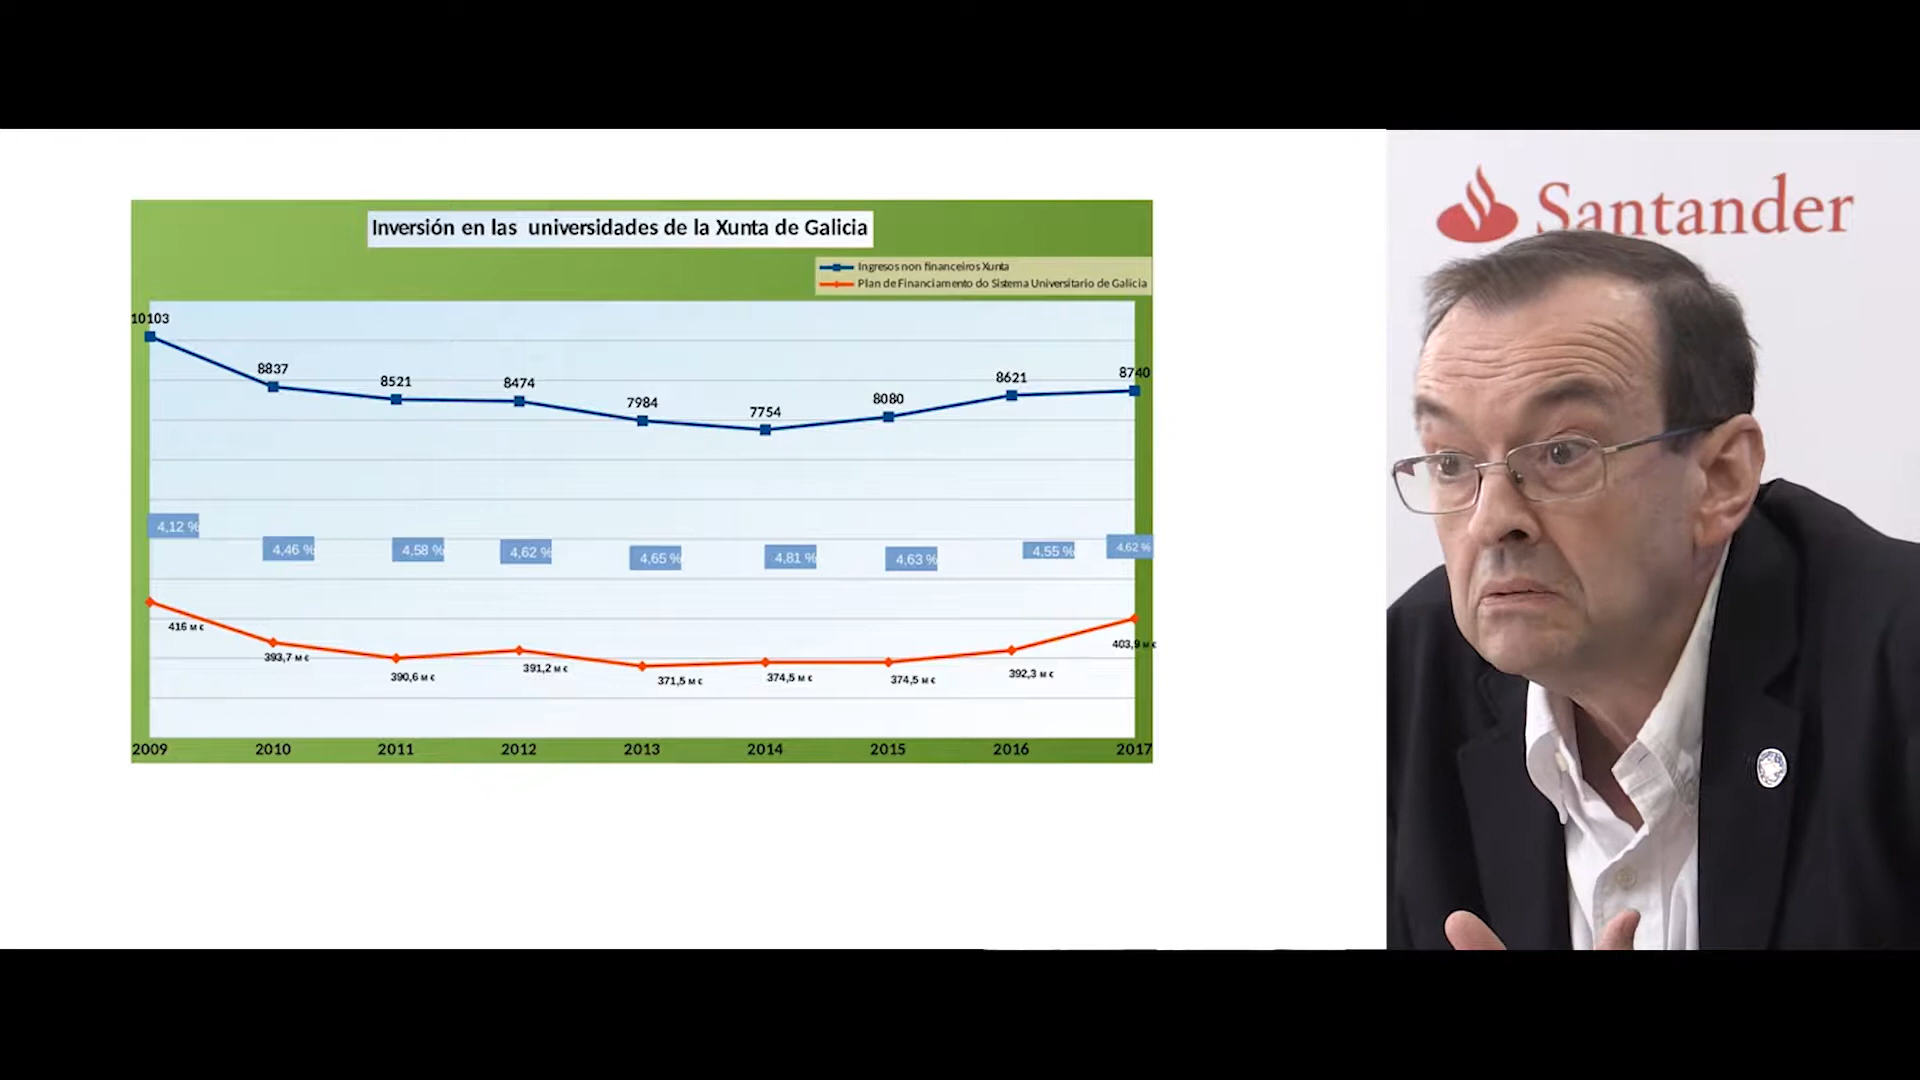 Inversión en las universidades de la Xunta de Galicia
Ingresos non financeiros Xunta
Plan de Financiamento do Sistema Universitario de Galicia
10103
8837
8521
8474
7984
7754
8080
8621
8740
4,12 %
4,46 %
4,58 %
4,62 %
4,65 %
4,81 %
4,63 %
4,55 %
4,62 %
416 M €
393,7 M €
390,6 M €
391,2 M €
371,5 M €
374,5 M €
374,5 M €
392,3 M €
403,9 M €
2009 2010 2011 2012 2013 2014 2015 2016 2017
Santander